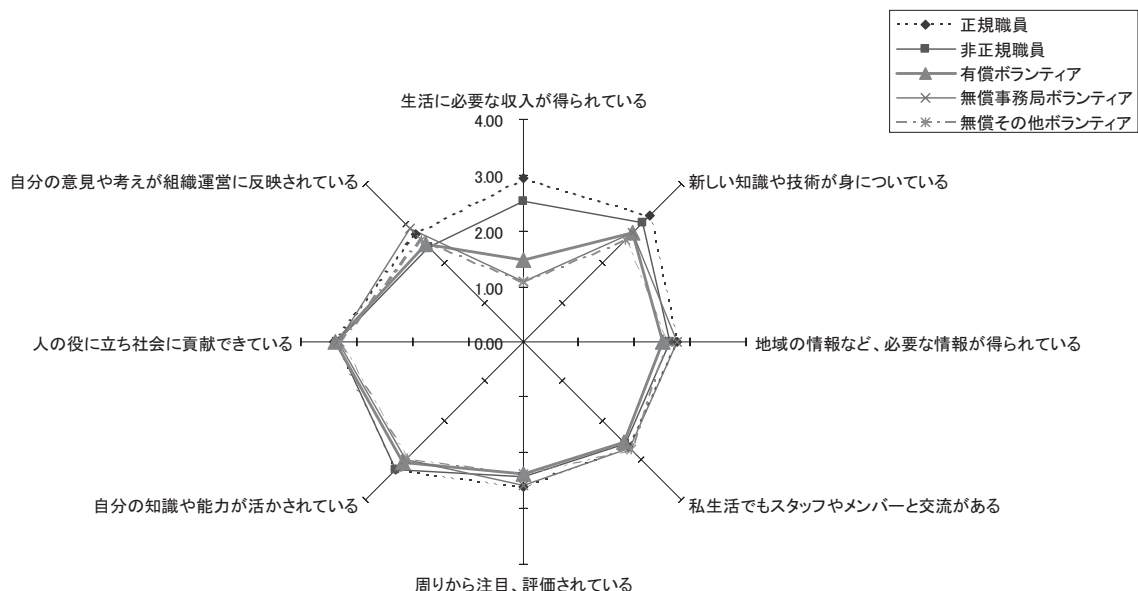 正規職員
非正規職員
有償ボランティア
無償事務局ボランティア
無償その他ボランティア
生活に必要な収入が得られている
4.00
自分の意見や考えが組織運営に反映されている
3.00
新しい知識や技術が身についている
2.00
1.00
人の役に立ち社会に貢献できている
0.00
地域の情報など、必要な情報が得られている
自分の知識や能力が活かされている
私生活でもスタッフやメンバーと交流がある
周りから注目、評価されている